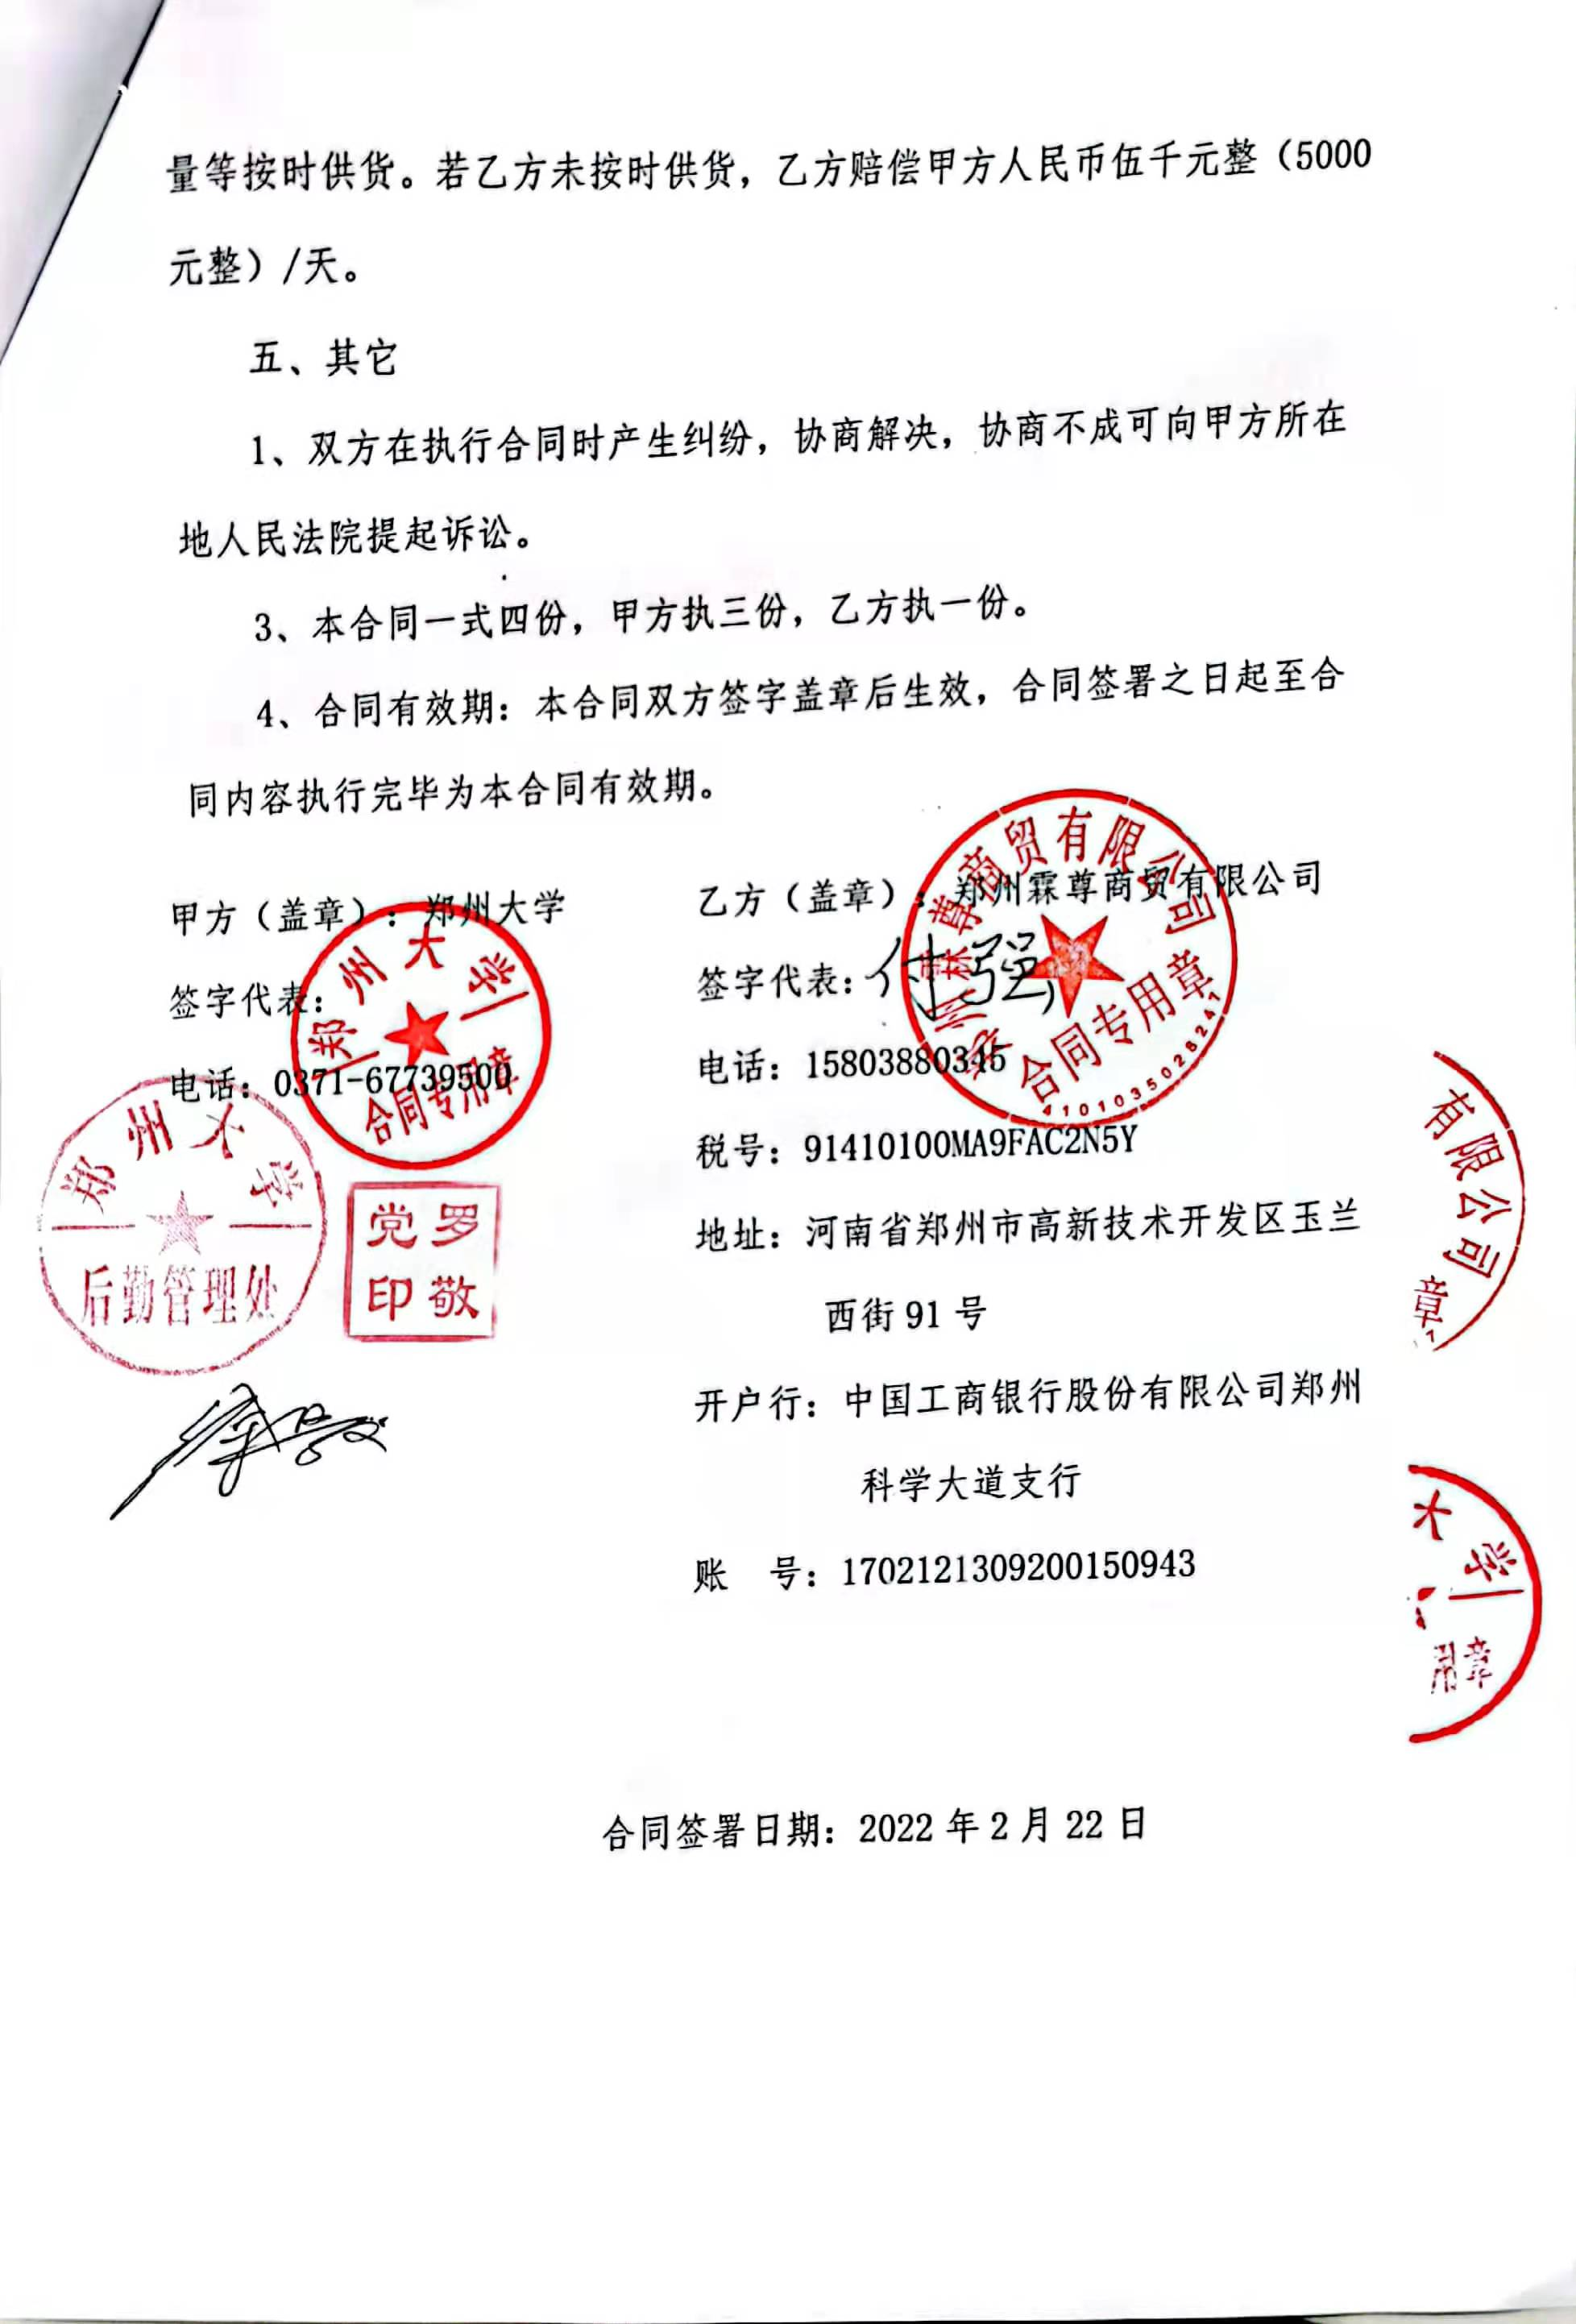 量等按时供货。若乙方未按时供货，乙方赔偿甲方人民币伍千元整（5000
元整）/天。
五、其它
1、双方在执行合同时产生纠纷，协商解决，协商不成可向甲方所在
地人民法院提起诉讼。
3、本合同一式四份，甲方执三份，乙方执一份。
4、合同有效期：本合同双方签字盖章后生效，合同签署之日起至合
同内容执行完毕为本合同有效期。
甲方（盖章）：郑州大学
签字代表：
电话：0371-67739500
郑州大学
合同专用章
郑州大学
后勤管理处
党罗
印敬
乙方（盖章）：郑州霖尊商贸有限公司
签字代表：付强
电话：15803880345
税号：91410100MA9FAC2N5Y
地址：河南省郑州市高新技术开发区玉兰
西街 91 号
开户行：中国工商银行股份有限公司郑州
科学大道支行
账　号：1702121309200150943
郑州霖尊商贸有限公司
合同专用章
有限公司
章
大学
用章
合同签署日期：2022 年 2 月 22 日